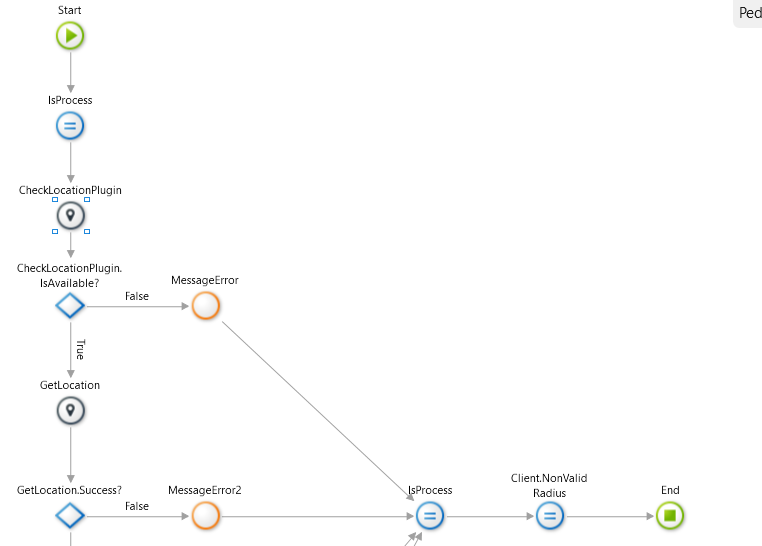 Start
Ped
IsProcess
CheckLocationPlugin
CheckLocationPlugin.
IsAvailable?
MessageError
False
True
GetLocation
GetLocation.Success?
False
MessageError2
IsProcess
Client.NonValid
Radius
End